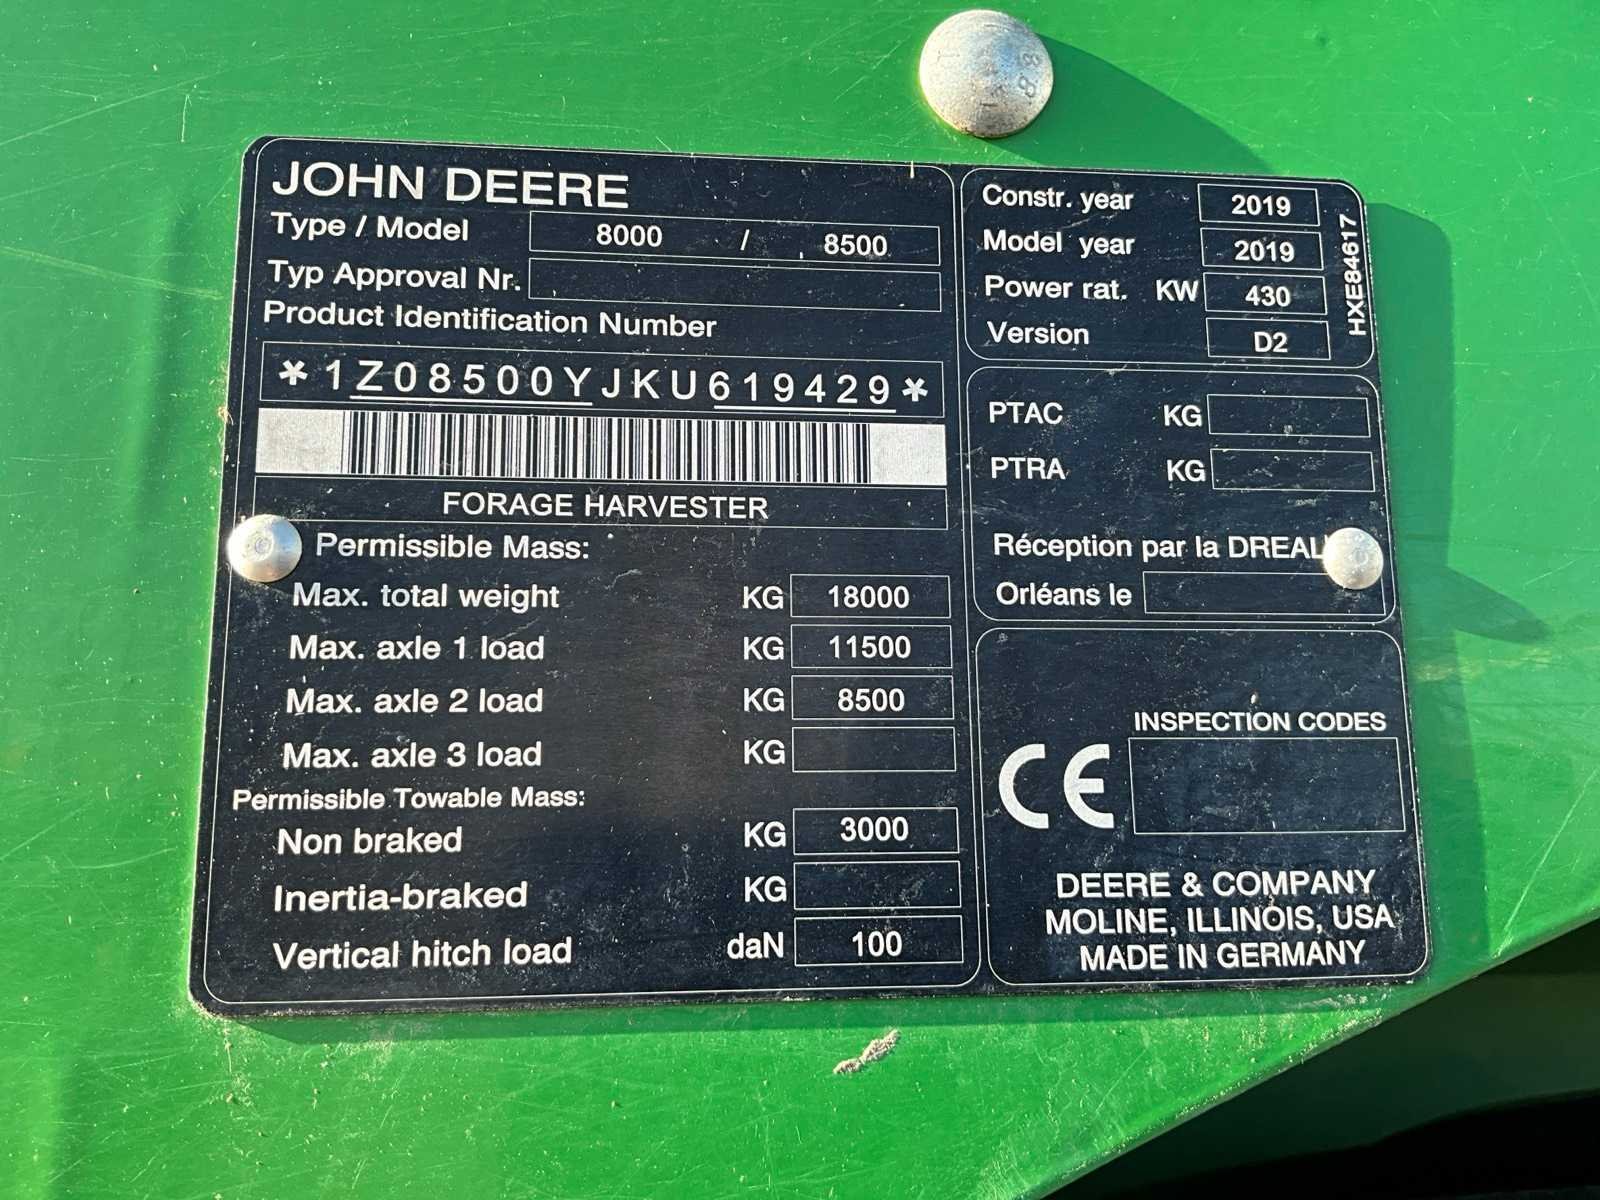 JOHN DEERE
Type / Model 8000 / 8500
Typ Approval Nr.
Product Identification Number
*1Z08500YJKU619429*
FORAGE HARVESTER
Permissible Mass:
Max. total weight KG 18000
Max. axle 1 load KG 11500
Max. axle 2 load KG 8500
Max. axle 3 load KG
Permissible Towable Mass:
Non braked KG 3000
Inertia-braked KG
Vertical hitch load daN 100
Constr. year 2019
Model year 2019
Power rat. KW 430
Version D2
HXE84617
PTAC KG
PTRA KG
Réception par la DREAL
Orléans le
INSPECTION CODES
CE
DEERE & COMPANY
MOLINE, ILLINOIS, USA
MADE IN GERMANY